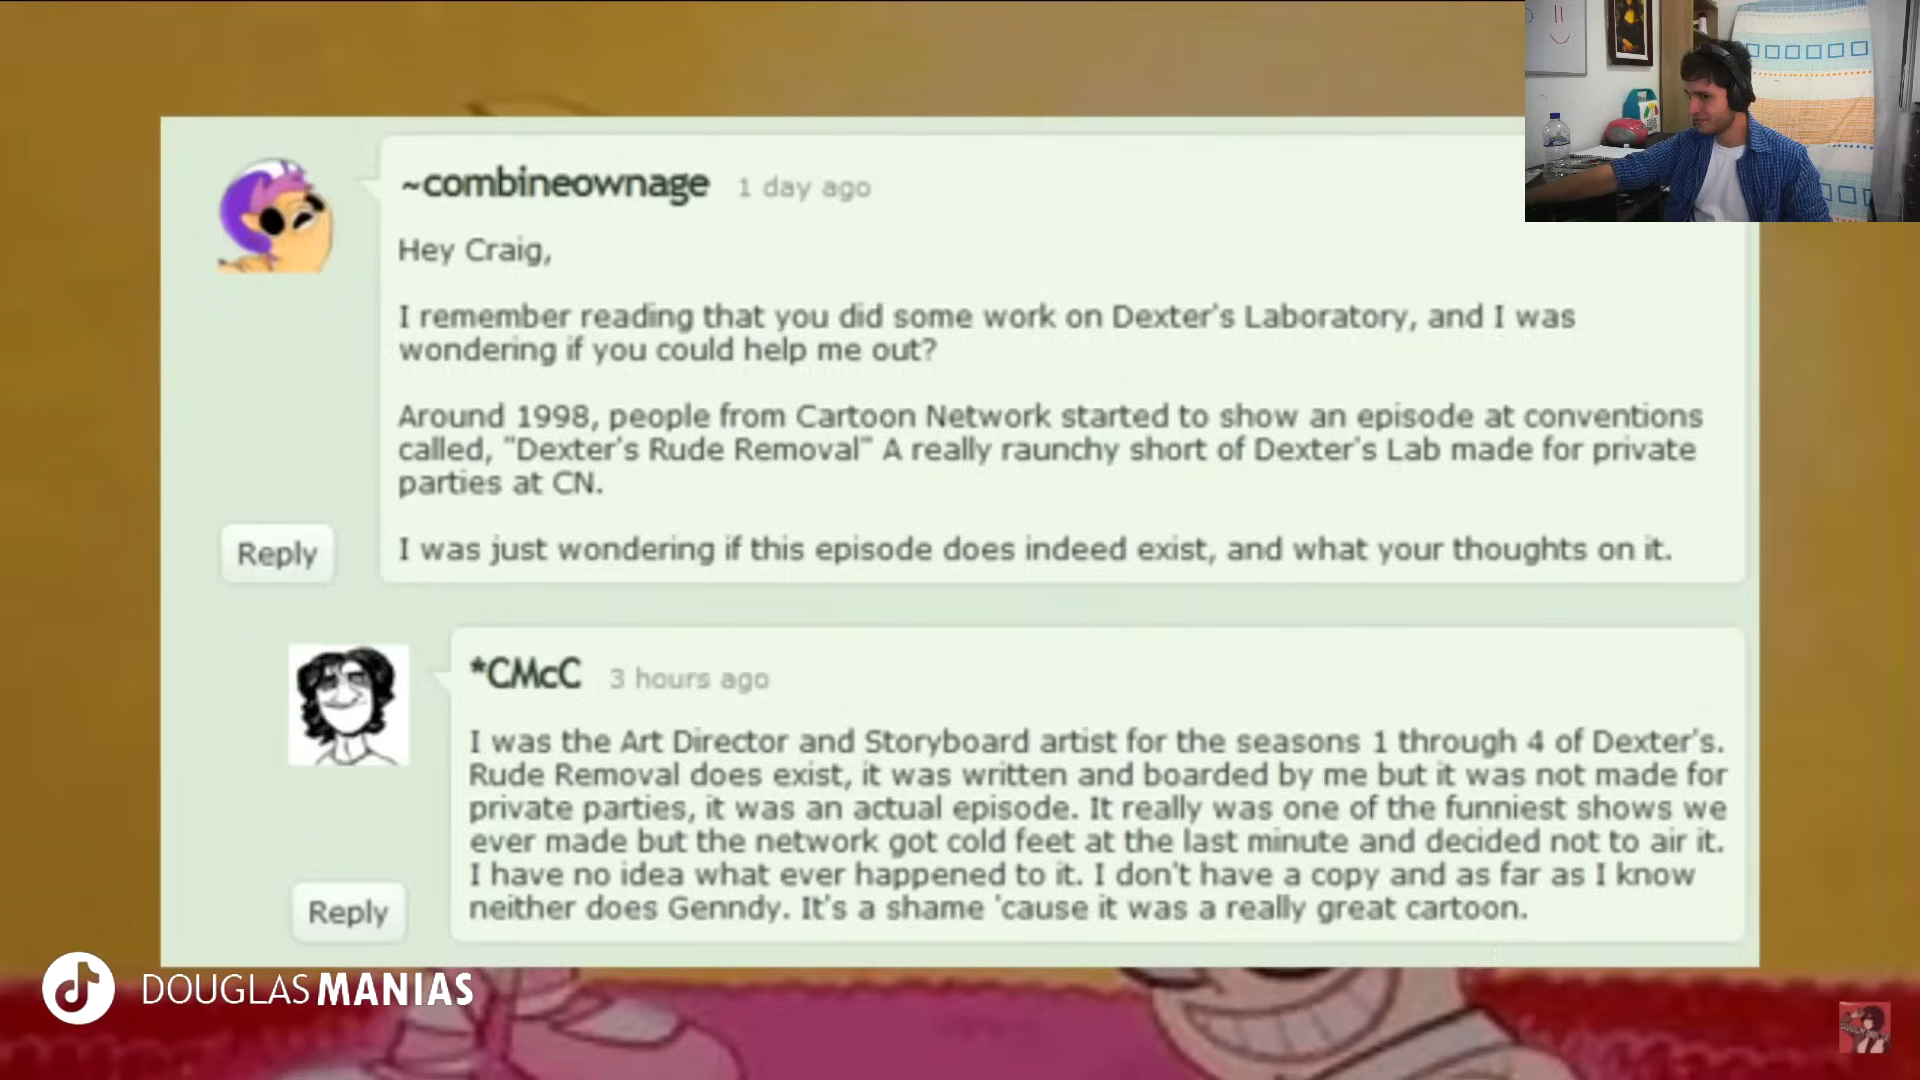 ~combineownage 1 day ago
Hey Craig,
I remember reading that you did some work on Dexter's Laboratory, and I was
wondering if you could help me out?
Around 1998, people from Cartoon Network started to show an episode at conventions
called, "Dexter's Rude Removal" A really raunchy short of Dexter's Lab made for private
parties at CN.
I was just wondering if this episode does indeed exist, and what your thoughts on it.
Reply
*CMcC 3 hours ago
I was the Art Director and Storyboard artist for the seasons 1 through 4 of Dexter's.
Rude Removal does exist, it was written and boarded by me but it was not made for
private parties, it was an actual episode. It really was one of the funniest shows we
ever made but the network got cold feet at the last minute and decided not to air it.
I have no idea what ever happened to it. I don't have a copy and as far as I know
neither does Genndy. It's a shame 'cause it was a really great cartoon.
Reply
DOUGLASMANIAS